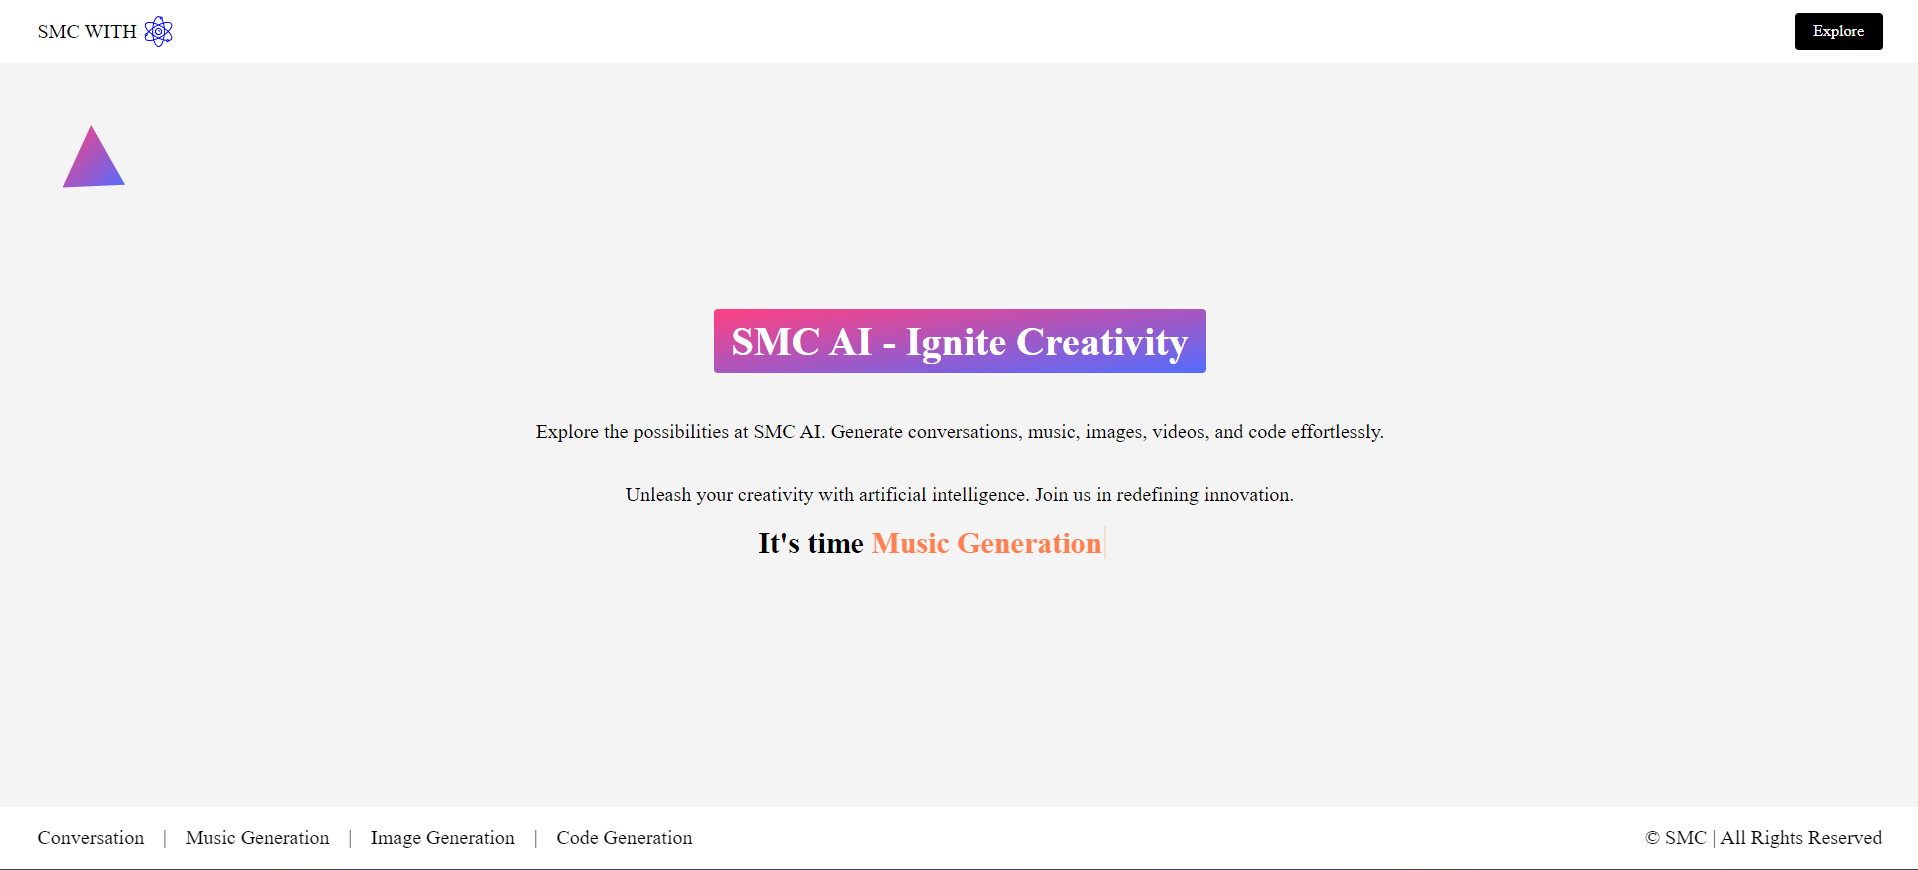 SMC WITH
Explore
SMC AI - Ignite Creativity
Explore the possibilities at SMC AI. Generate conversations, music, images, videos, and code effortlessly.
Unleash your creativity with artificial intelligence. Join us in redefining innovation.
It's time Music Generation
Conversation | Music Generation | Image Generation | Code Generation
© SMC | All Rights Reserved